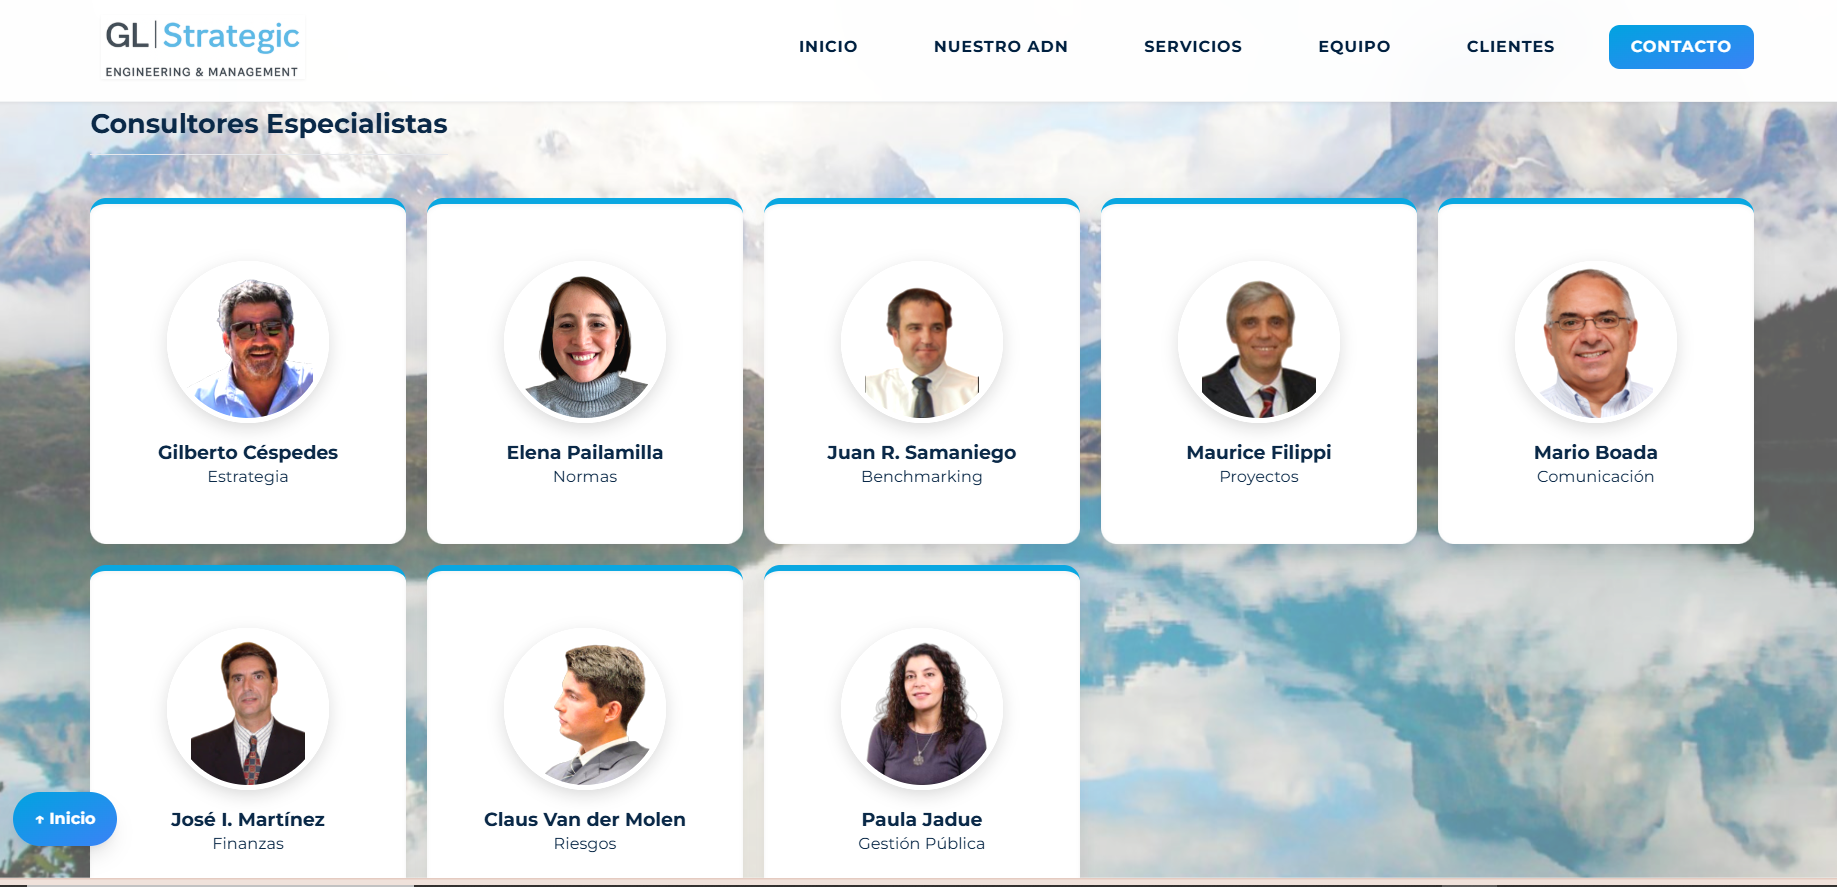 GL|Strategic
ENGINEERING & MANAGEMENT
INICIO
NUESTRO ADN
SERVICIOS
EQUIPO
CLIENTES
CONTACTO
Consultores Especialistas
Gilberto Céspedes
Estrategia
Elena Pailamilla
Normas
Juan R. Samaniego
Benchmarking
Maurice Filippi
Proyectos
Mario Boada
Comunicación
José I. Martínez
Finanzas
Claus Van der Molen
Riesgos
Paula Jadue
Gestión Pública
↑ Inicio